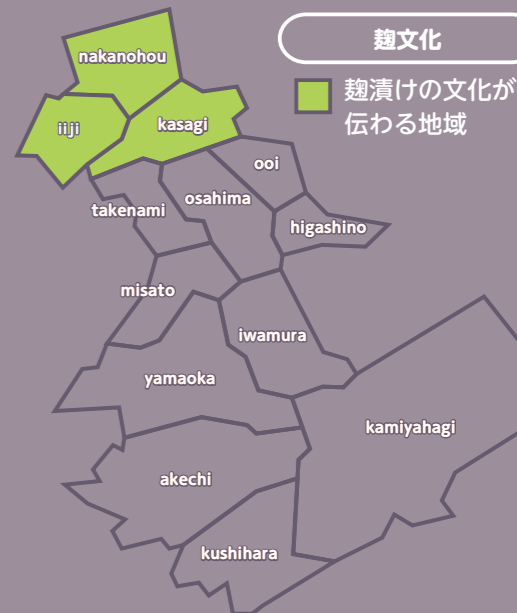 麹文化
麹漬けの文化が
伝わる地域
nakanohou
iiji
kasagi
ooi
takenami
osahima
higashino
misato
iwamura
yamaoka
kamiyahagi
akechi
kushihara